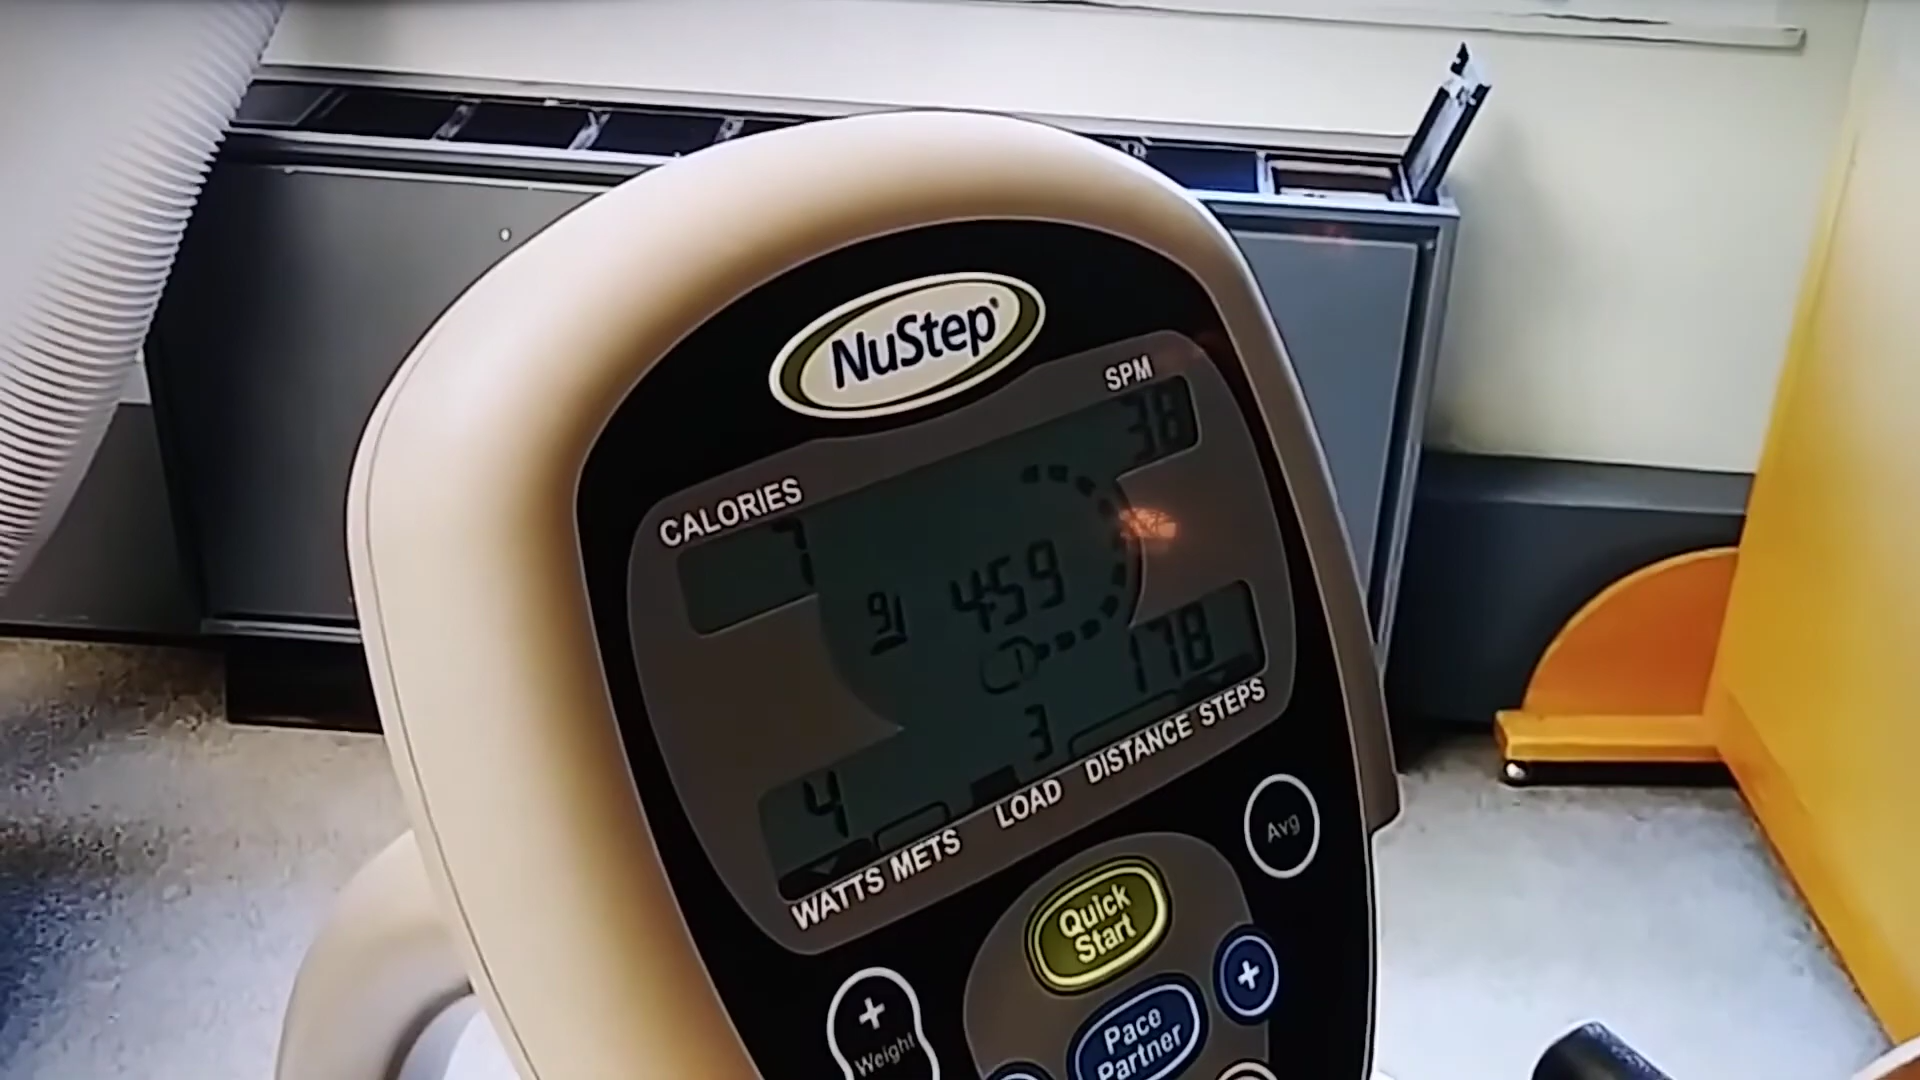 NuStep
SPM
38
CALORIES
7
91 4:59
178
3
4
WATTS METS LOAD DISTANCE STEPS
Avg
Quick
Start
+
+
Weight
Pace
Partner